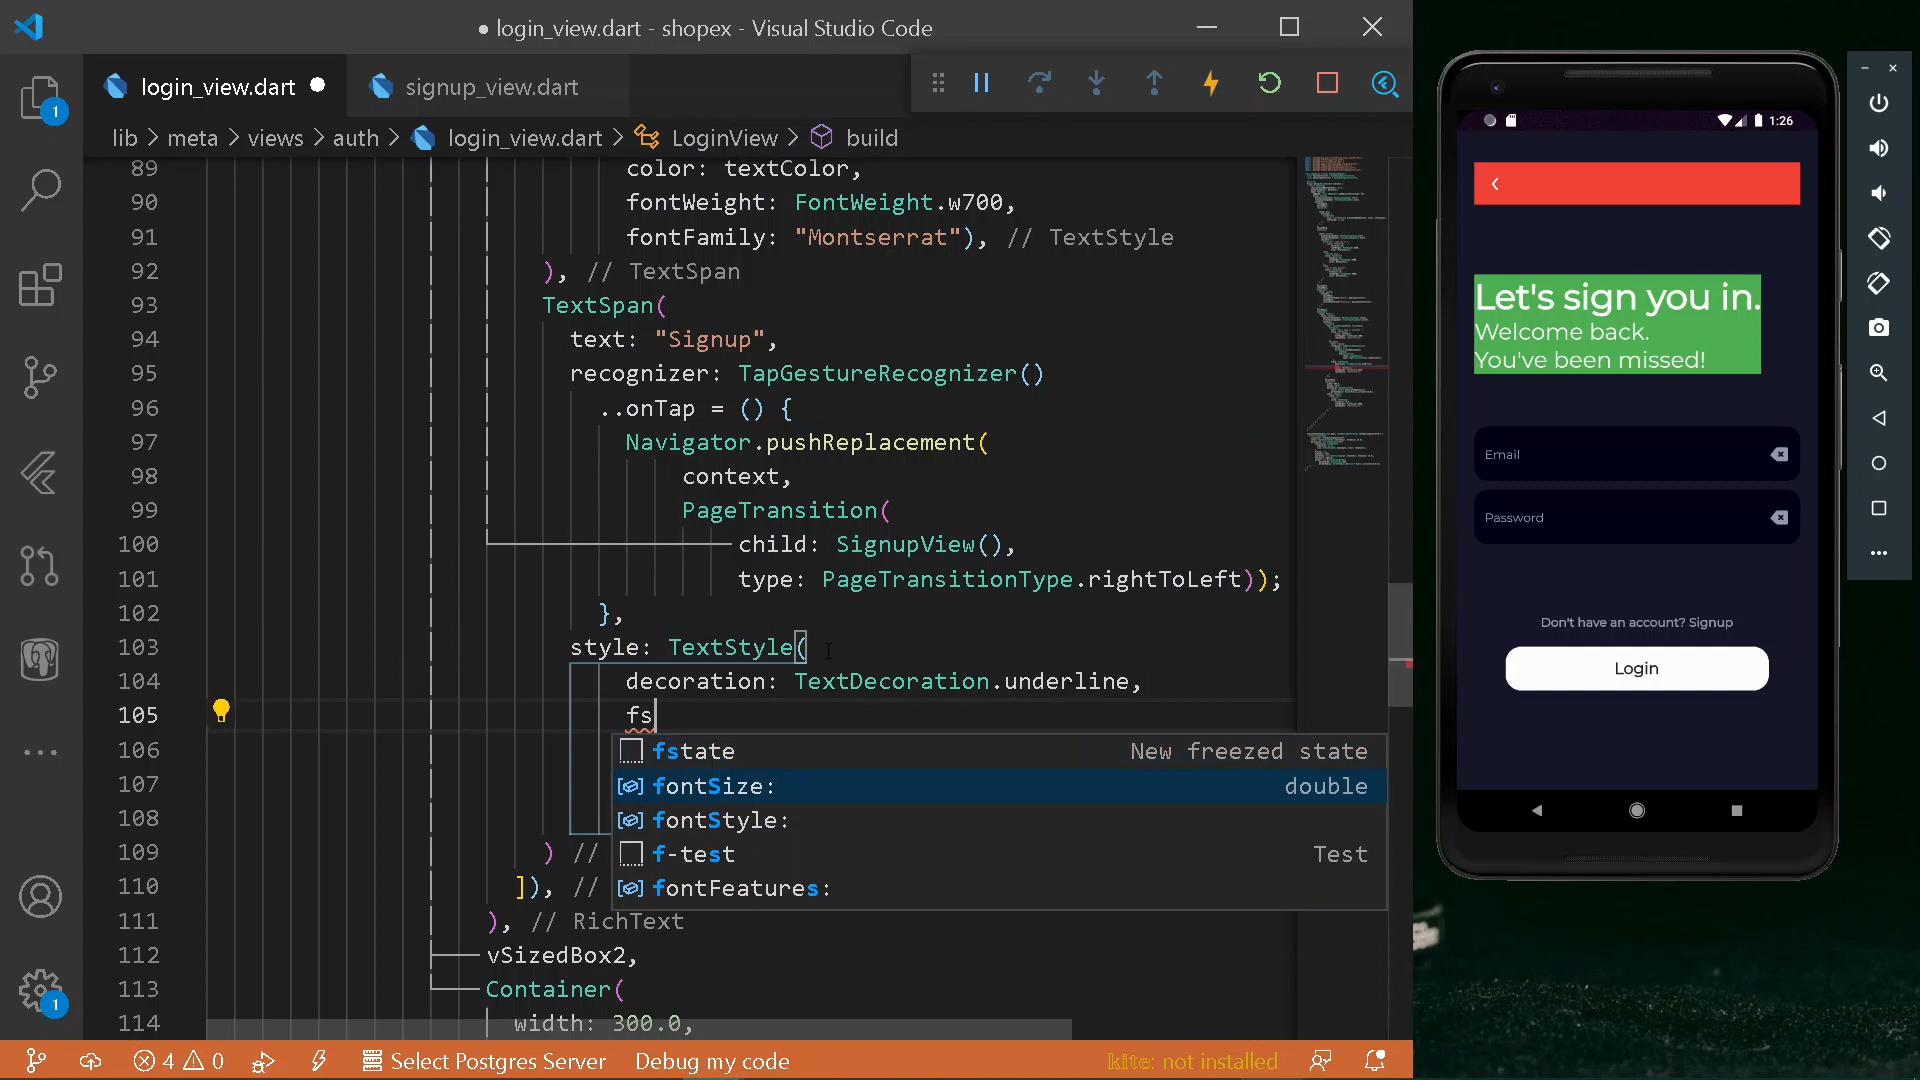 ● login_view.dart - shopex - Visual Studio Code
login_view.dart
signup_view.dart
1
lib > meta > views > auth > login_view.dart > LoginView > build
89 color: textColor,
90 fontWeight: FontWeight.w700,
91 fontFamily: "Montserrat"), // TextStyle
92 ), // TextSpan
93 TextSpan(
94 text: "Signup",
95 recognizer: TapGestureRecognizer()
96 ..onTap = () {
97 Navigator.pushReplacement(
98 context,
99 PageTransition(
100 child: SignupView(),
101 type: PageTransitionType.rightToLeft));
102 },
103 style: TextStyle(
104 decoration: TextDecoration.underline,
105 fs
106 fstate New freezed state
107 fontSize: double
108 fontStyle:
109 ) // f-test Test
110 ]), // fontFeatures:
111 ), // RichText
112 vSizedBox2,
113 Container(
114 width: 300.0,
1
4 0 Select Postgres Server Debug my code kite: not installed
1:26
Let's sign you in.
Welcome back.
You've been missed!
Email
Password
Don't have an account? Signup
Login